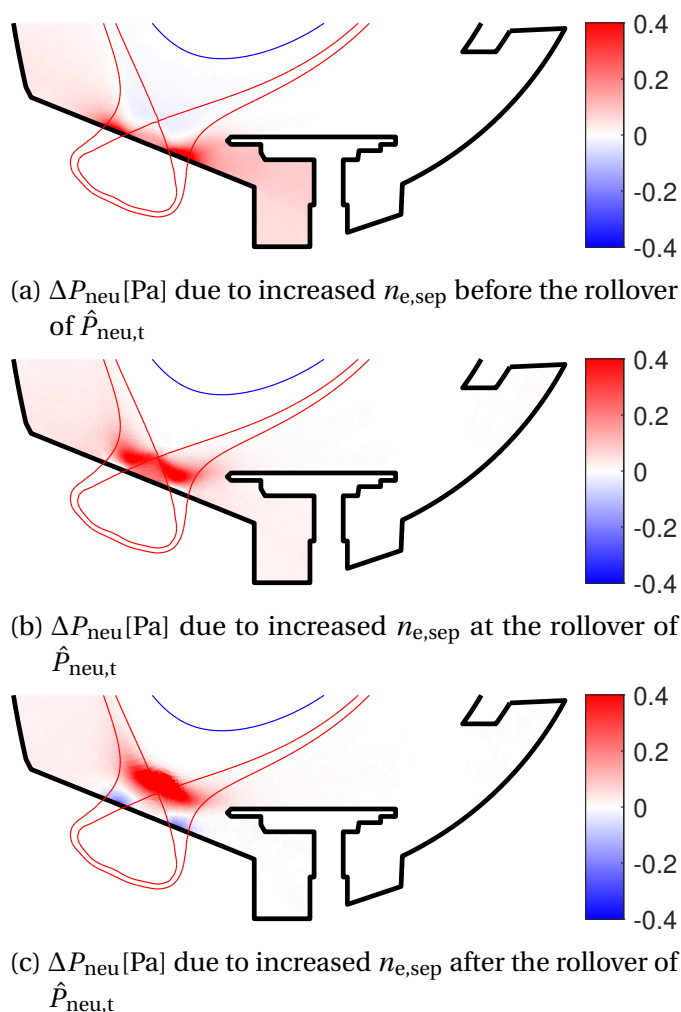 0.4
0.2
0
-0.2
-0.4
(a) ΔP_neu[Pa] due to increased n_e,sep before the rollover
of P̂_neu,t
0.4
0.2
0
-0.2
-0.4
(b) ΔP_neu[Pa] due to increased n_e,sep at the rollover of
P̂_neu,t
0.4
0.2
0
-0.2
-0.4
(c) ΔP_neu[Pa] due to increased n_e,sep after the rollover of
P̂_neu,t